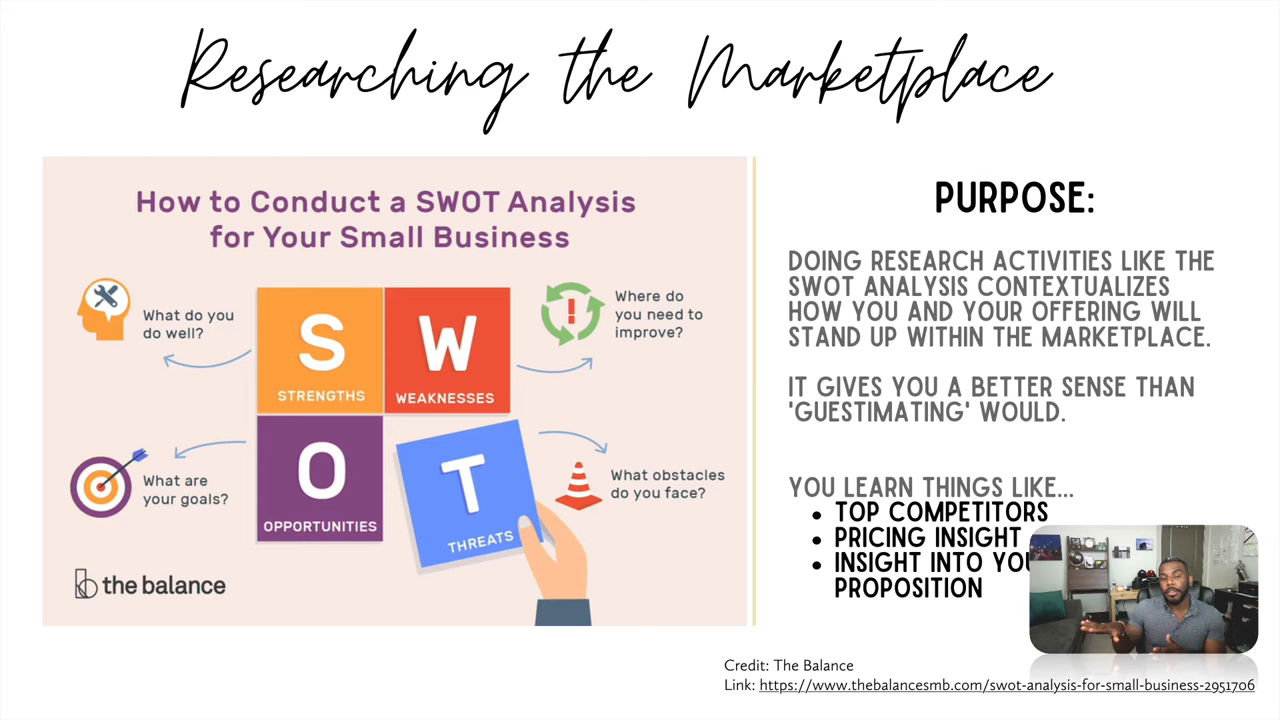 Researching the Marketplace
How to Conduct a SWOT Analysis
for Your Small Business
What do you
do well?
S
STRENGTHS
W
WEAKNESSES
Where do
you need to
improve?
What are
your goals?
O
OPPORTUNITIES
T
THREATS
What obstacles
do you face?
the balance
PURPOSE:
DOING RESEARCH ACTIVITIES LIKE THE
SWOT ANALYSIS CONTEXTUALIZES
HOW YOU AND YOUR OFFERING WILL
STAND UP WITHIN THE MARKETPLACE.
IT GIVES YOU A BETTER SENSE THAN
'GUESTIMATING' WOULD.
YOU LEARN THINGS LIKE...
• TOP COMPETITORS
• PRICING INSIGHT
• INSIGHT INTO
PROPOSITION
Credit: The Balance
Link: https://www.thebalancesmb.com/swot-analysis-for-small-business-2951706